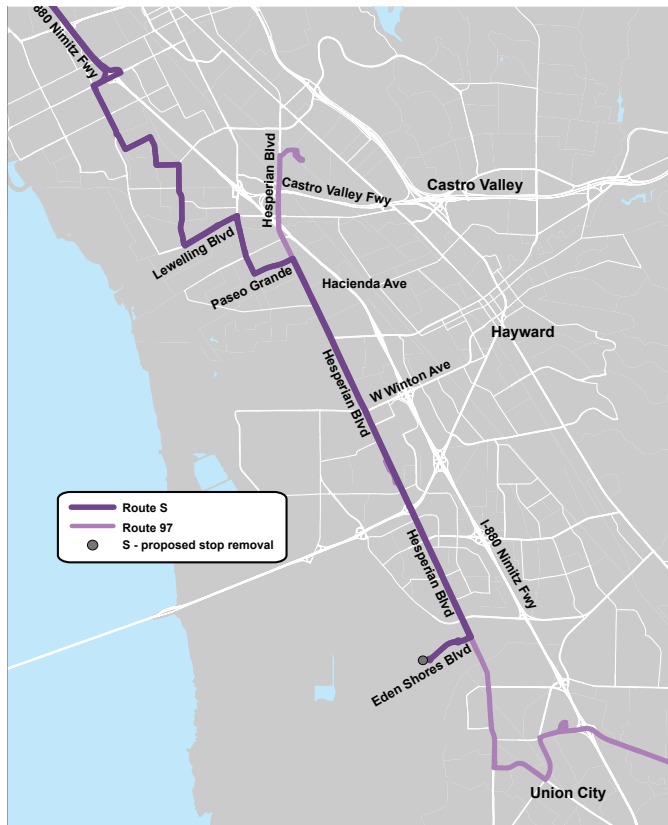 I-880 Nimitz Fwy
Hesperian Blvd
Castro Valley Fwy
Castro Valley
Lewelling Blvd
Paseo Grande
Hacienda Ave
Hayward
Hesperian Blvd
W Winton Ave
Route S
Route 97
S - proposed stop removal
Hesperian Blvd
I-880 Nimitz Fwy
Eden Shores Blvd
Union City